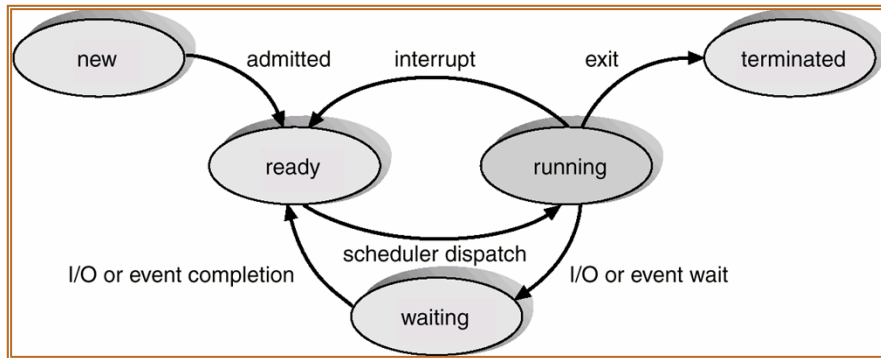 new
admitted
interrupt
exit
terminated
ready
running
scheduler dispatch
I/O or event completion
I/O or event wait
waiting